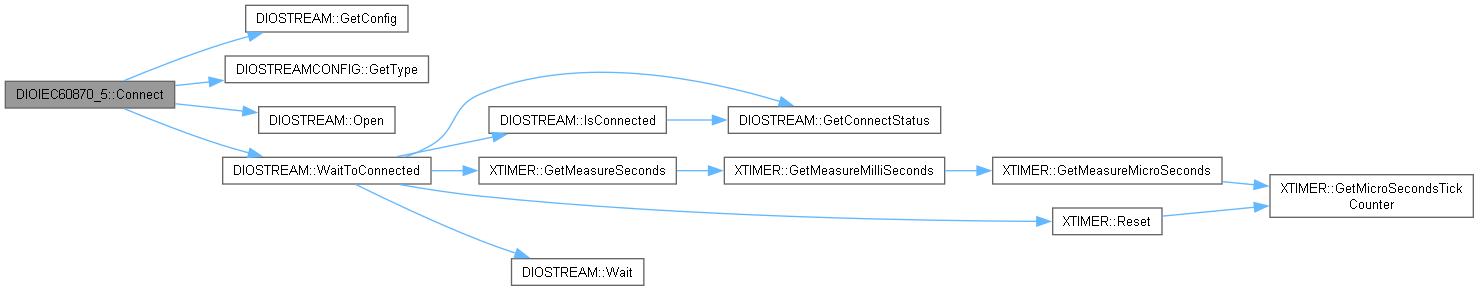 DIOIEC60870_5::Connect
DIOSTREAM::GetConfig
DIOSTREAMCONFIG::GetType
DIOSTREAM::Open
DIOSTREAM::WaitToConnected
DIOSTREAM::IsConnected
DIOSTREAM::GetConnectStatus
XTIMER::GetMeasureSeconds
XTIMER::GetMeasureMilliSeconds
XTIMER::GetMeasureMicroSeconds
XTIMER::GetMicroSecondsTick
Counter
XTIMER::Reset
DIOSTREAM::Wait